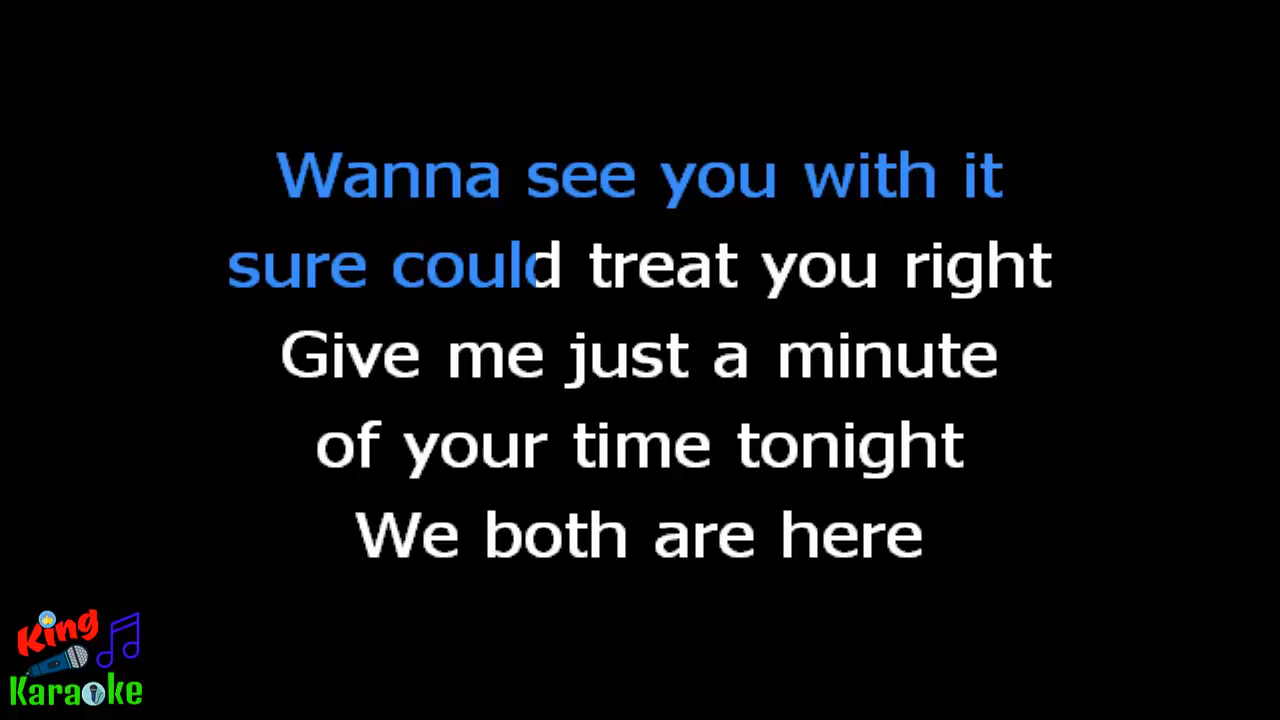 Wanna see you with it
sure could treat you right
Give me just a minute
of your time tonight
We both are here
King
Karaoke